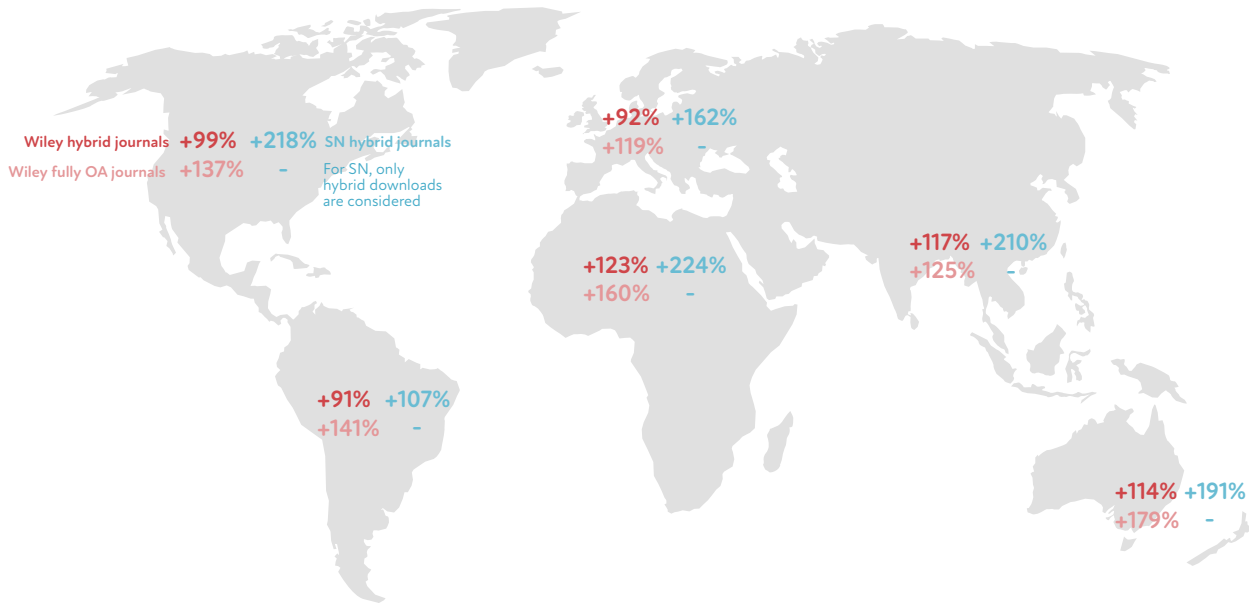 Wiley hybrid journals +99% +218% SN hybrid journals
Wiley fully OA journals +137% -
For SN, only
hybrid downloads
are considered
+92% +162%
+119% -
+123% +224%
+160% -
+117% +210%
+125% -
+91% +107%
+141% -
+114% +191%
+179% -